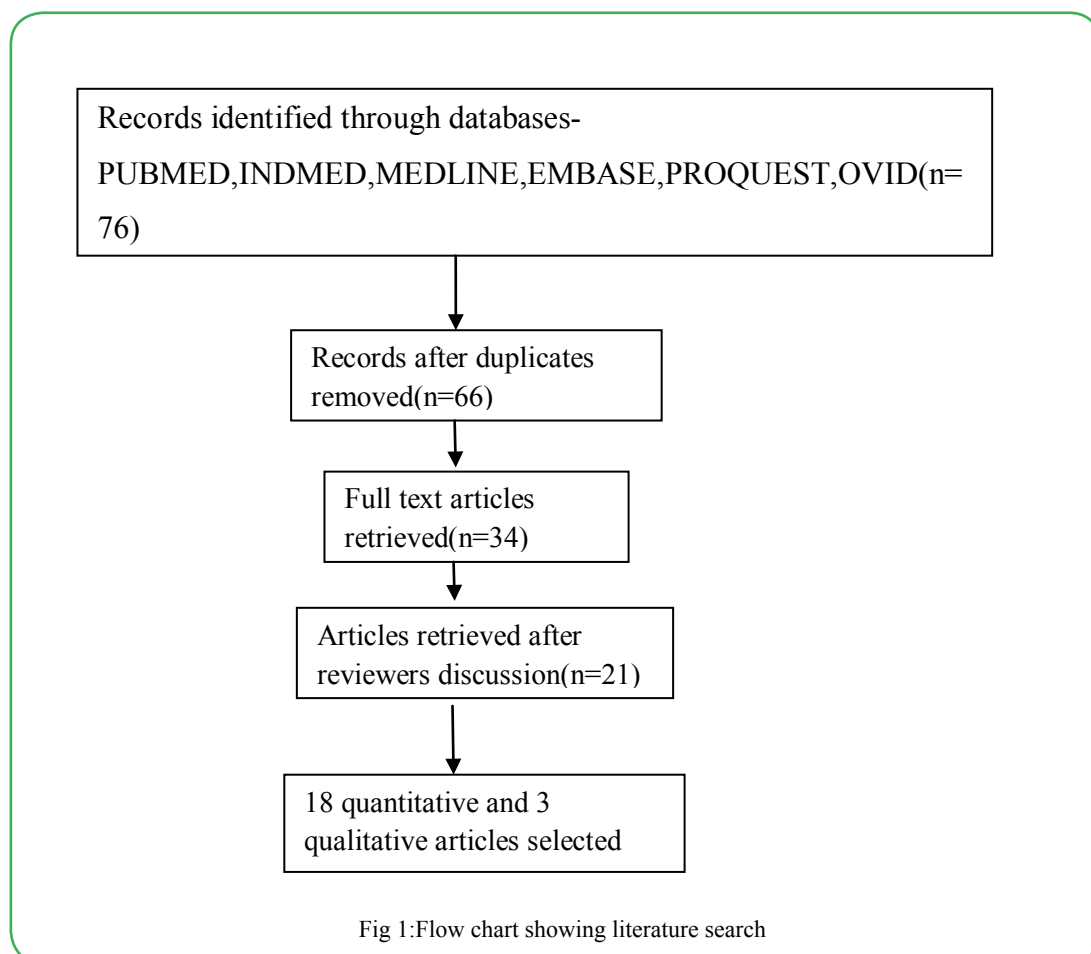 Records identified through databases-
PUBMED,INDMED,MEDLINE,EMBASE,PROQUEST,OVID(n=
76)
Records after duplicates
removed(n=66)
Full text articles
retrieved(n=34)
Articles retrieved after
reviewers discussion(n=21)
18 quantitative and 3
qualitative articles selected
Fig 1:Flow chart showing literature search